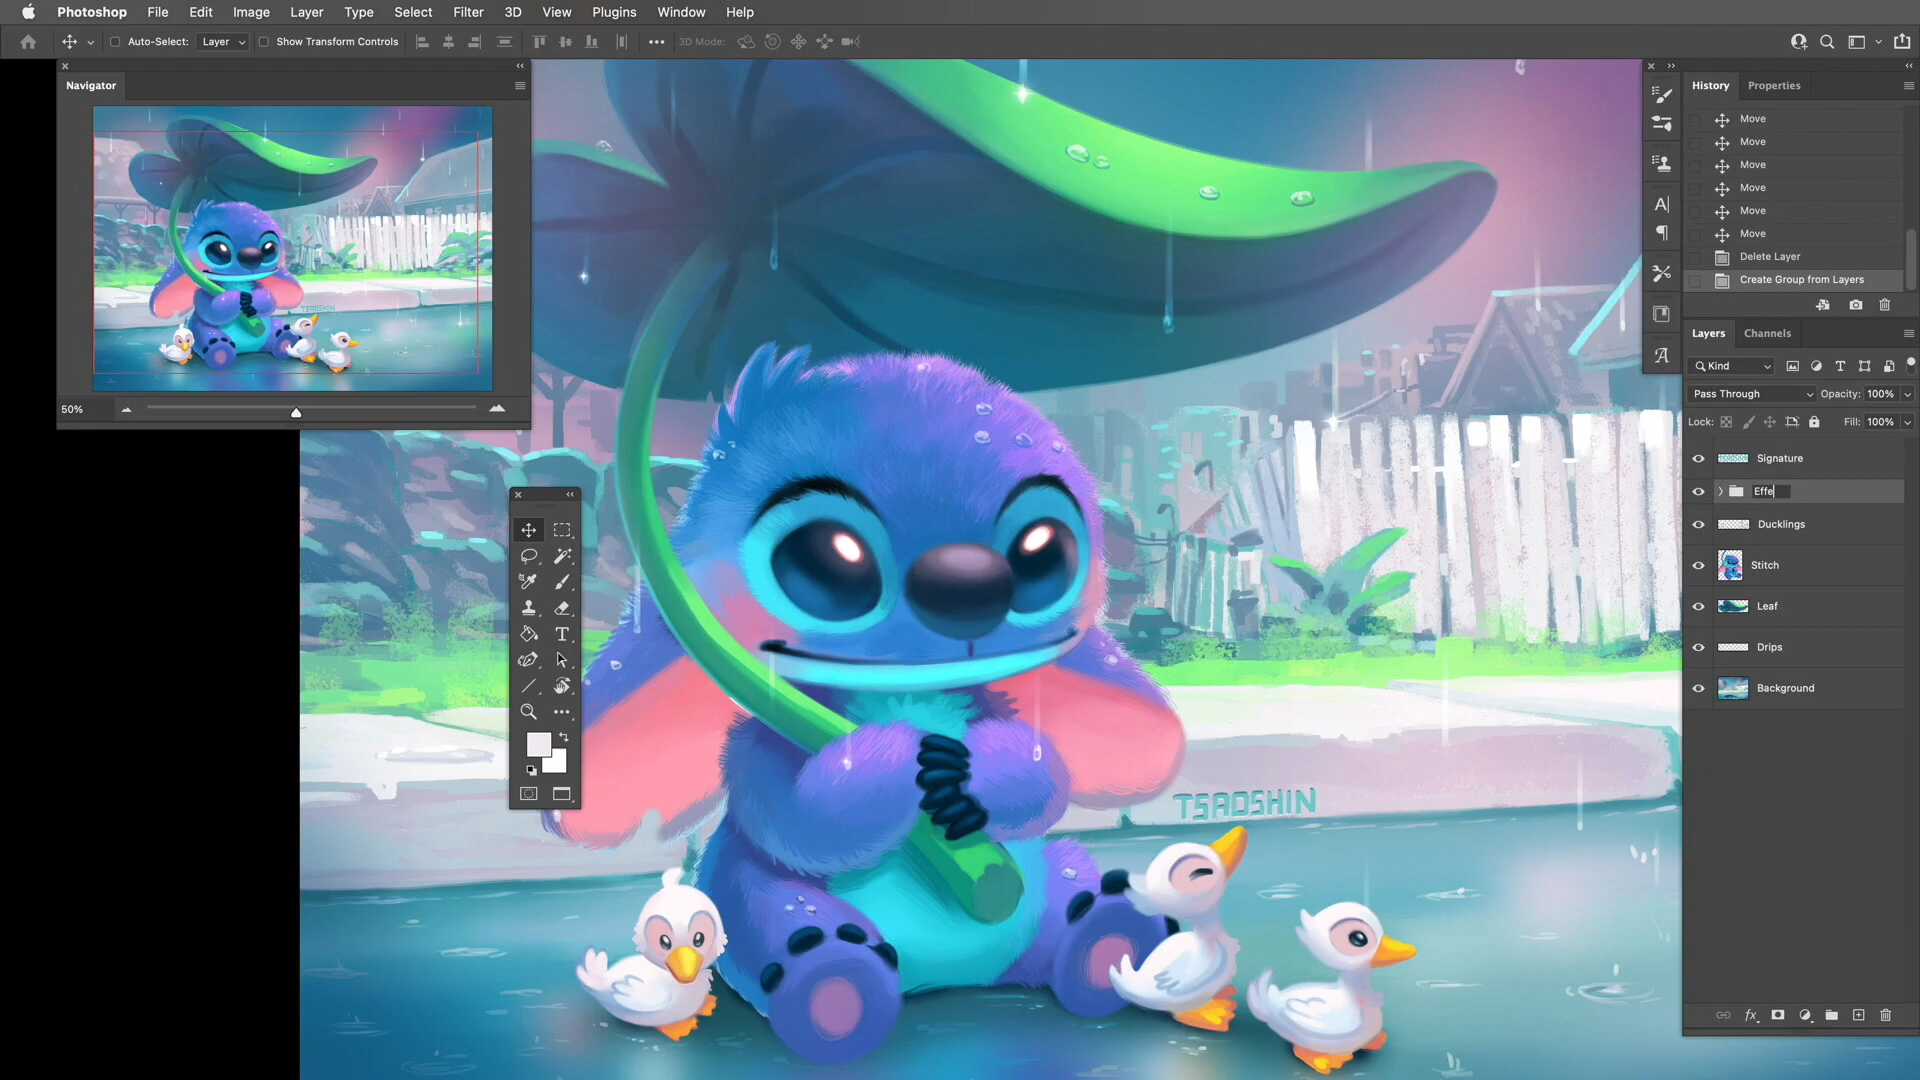 Photoshop File Edit Image Layer Type Select Filter 3D View Plugins Window Help
Auto-Select: Layer Show Transform Controls 3D Mode:
Navigator
50%
TSAOSHIN
History Properties
Move
Move
Move
Move
Move
Move
Delete Layer
Create Group from Layers
Layers Channels
Kind
Pass Through Opacity: 100%
Lock: Fill: 100%
Signature
Effe
Ducklings
Stitch
Leaf
Drips
Background